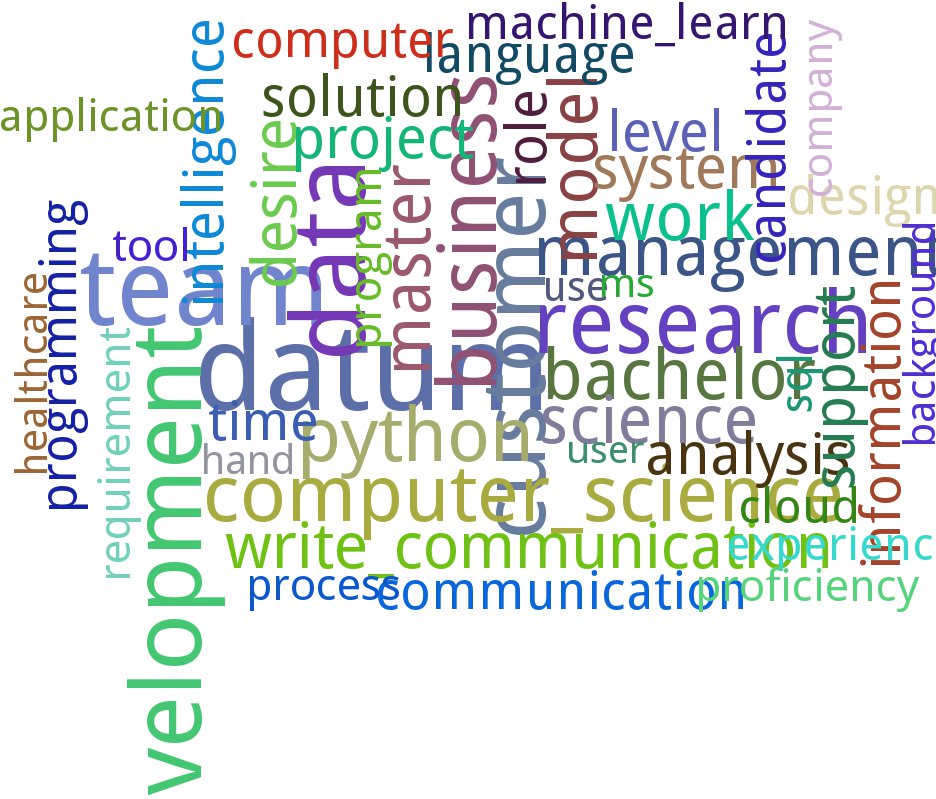 machine_learn
computer
language
intelligence
company
candidate
solution
application
business
role
model
desire
project
level
system
data
customer
program
master
design
work
tool
programming
team
management
background
healthcare
use
ms
research
datum
requirement
velopment
bachelor
sql
support
information
time
python
science
hand
user
analysis
computer_science
cloud
write_communication
experienc
process
communication
proficiency